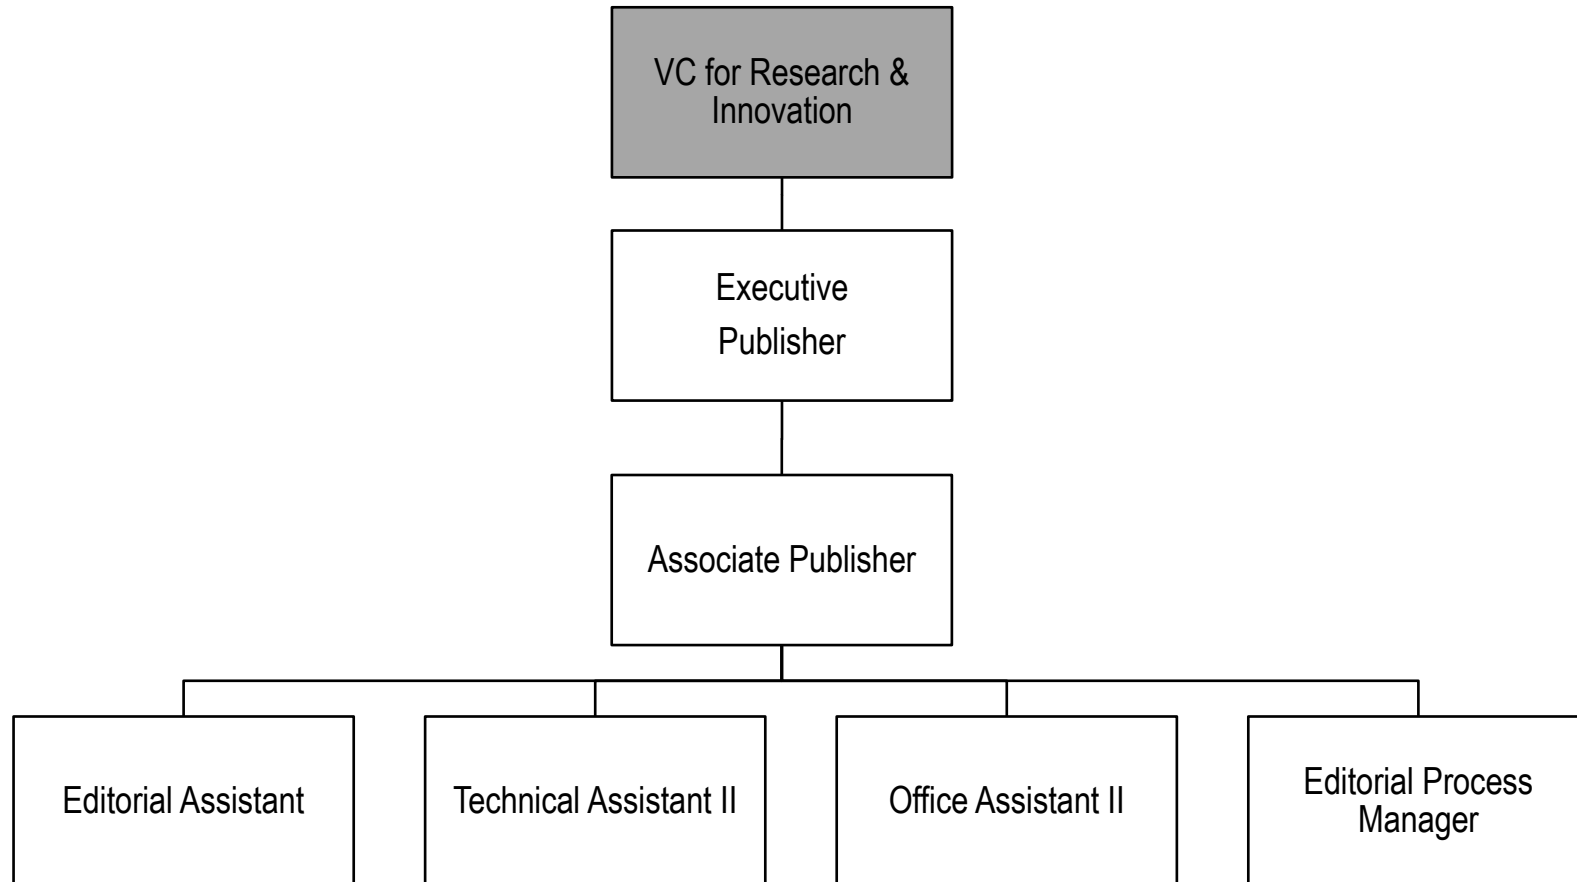 VC for Research &
Innovation
Executive
Publisher
Associate Publisher
Editorial Assistant
Technical Assistant II
Office Assistant II
Editorial Process
Manager